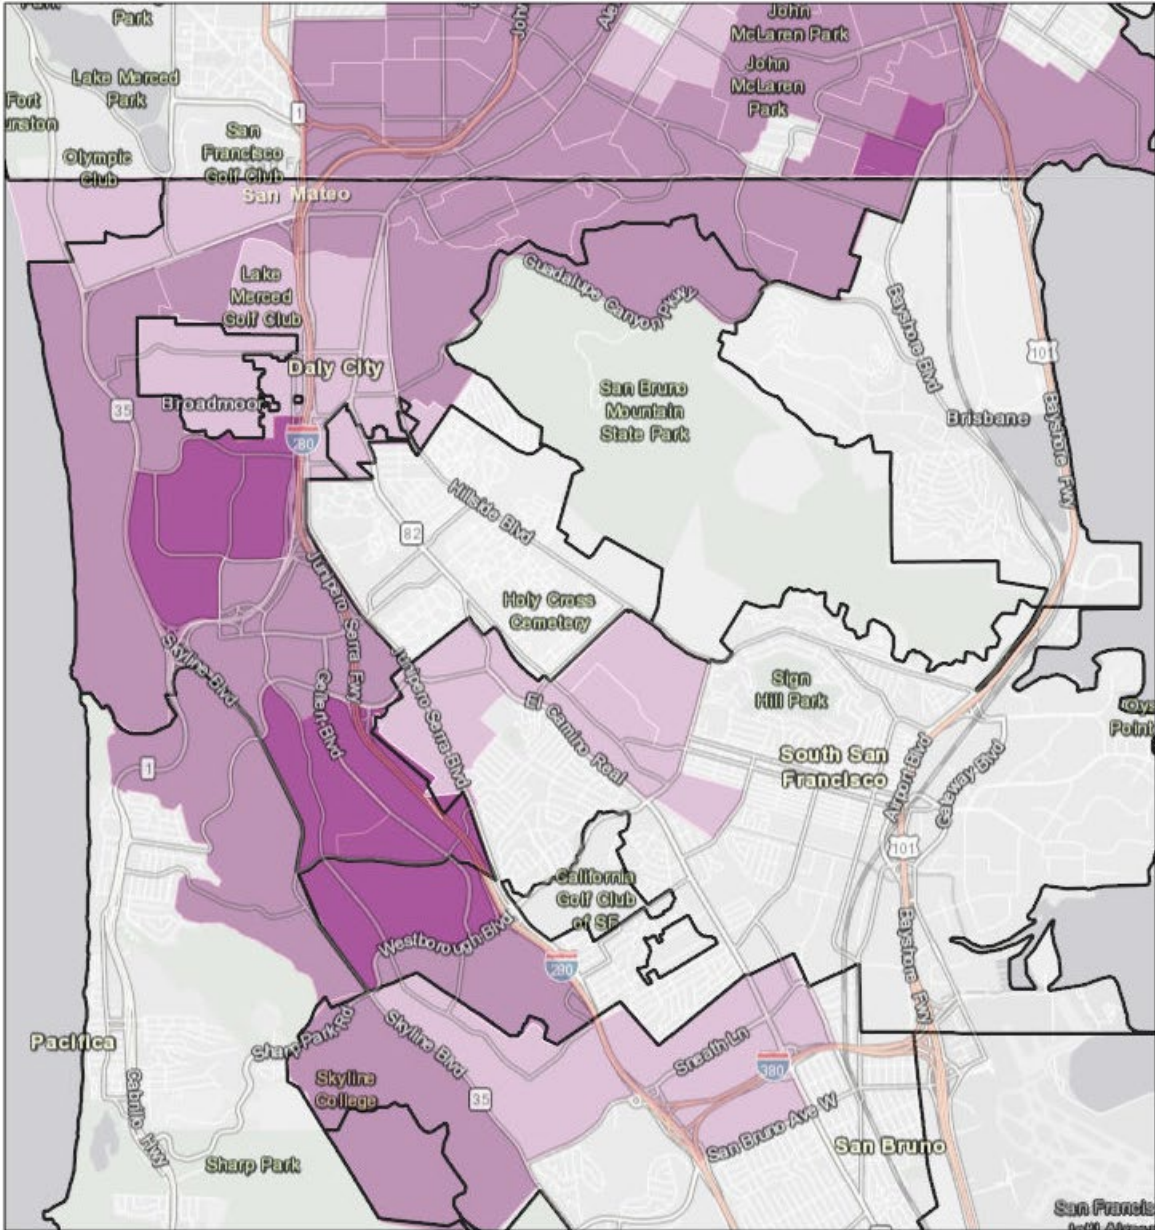 Park
John
McLaren Park
Lake Merced
Park
John
McLaren
Park
Fort
1
San
Francisco
Golf Club
Olympic
Club
San Mateo
Guadalupe Canyon Pkwy
Lake
Merced
Golf Club
Bayshore Blvd
101
Daly City
San Bruno
Mountain
State Park
35
Broadmoor
Brisbane
Bayshore Fwy
280
Hillside Blvd
82
Junipero Serra Fwy
Holy Cross
Cemetery
Skyline Blvd
Junipero Serra Blvd
Callan Blvd
Sign
Hill Park
El Camino Real
Point
1
South San
Francisco
Airport Blvd
Gateway Blvd
101
California
Golf Club
of SF
Westborough Blvd
280
Bayshore Fwy
Pacifica
Sharp Park Rd
Skyline Blvd
Sneath Ln
380
Skyline
College
35
Cabrillo Hwy
San Bruno Ave W
San Bruno
Sharp Park